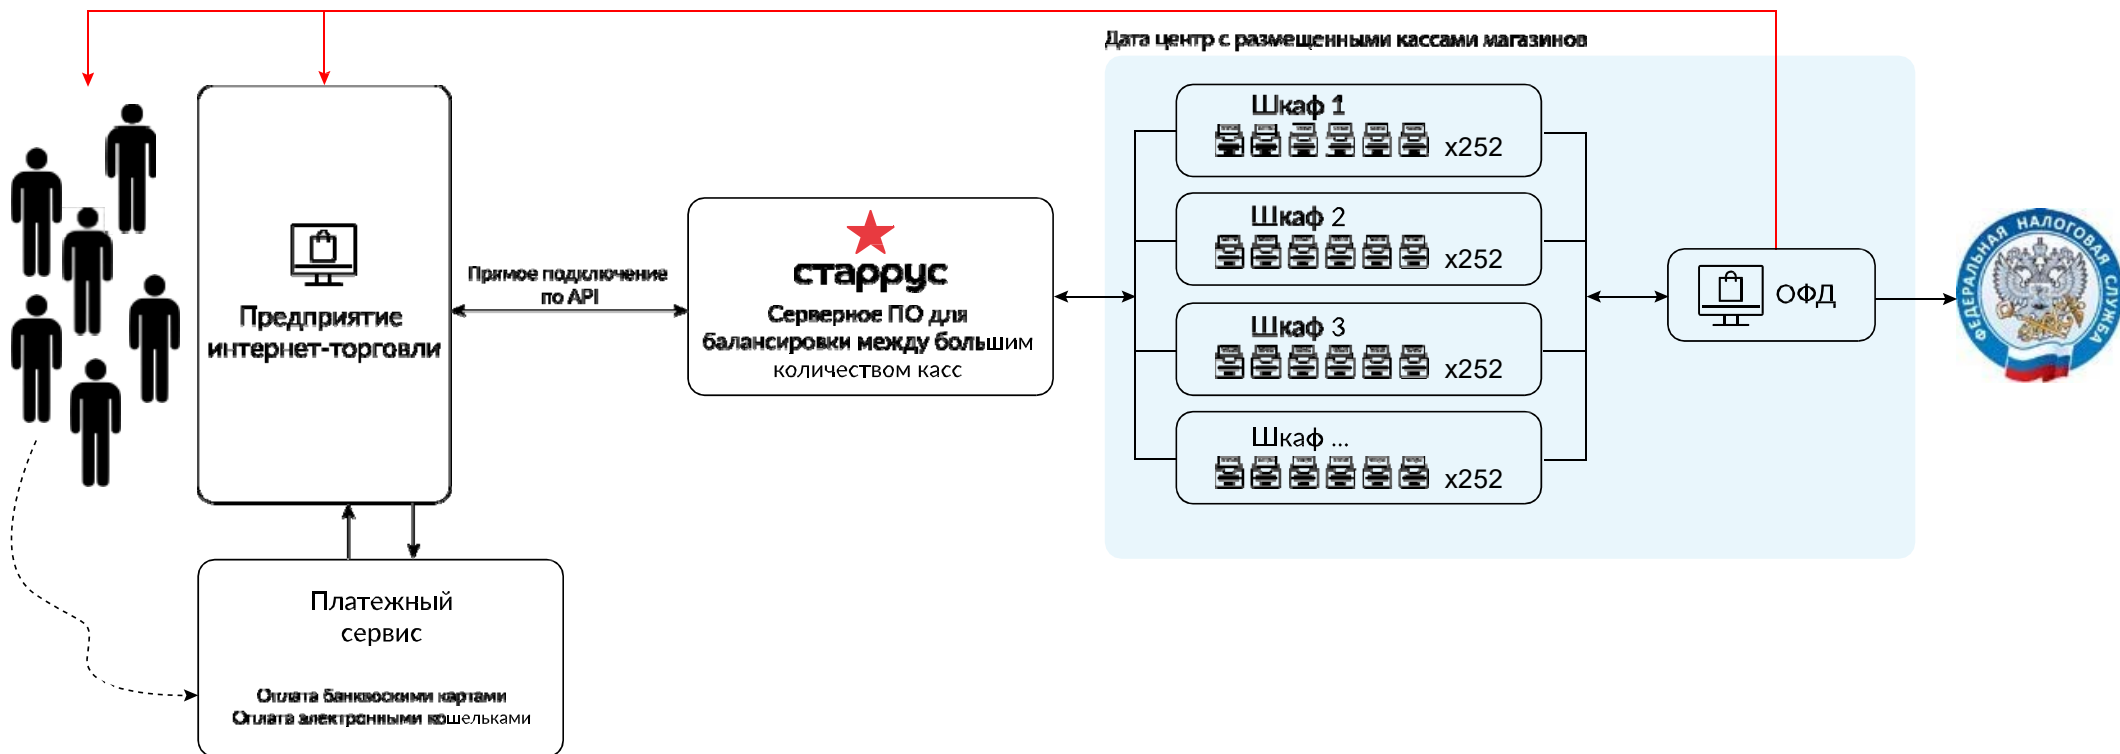 Дата центр с размещенными кассами магазинов
Шкаф 1
x252
Шкаф 2
x252
Шкаф 3
x252
Шкаф ...
x252
Предприятие
интернет-торговли
Прямое подключение
по API
старрус
Серверное ПО для
балансировки между большим
количеством касс
ОФД
ФЕДЕРАЛЬНАЯ НАЛОГОВАЯ СЛУЖБА
Платежный
сервис
Оплата банквоскими картами
Оплата электронными кошельками